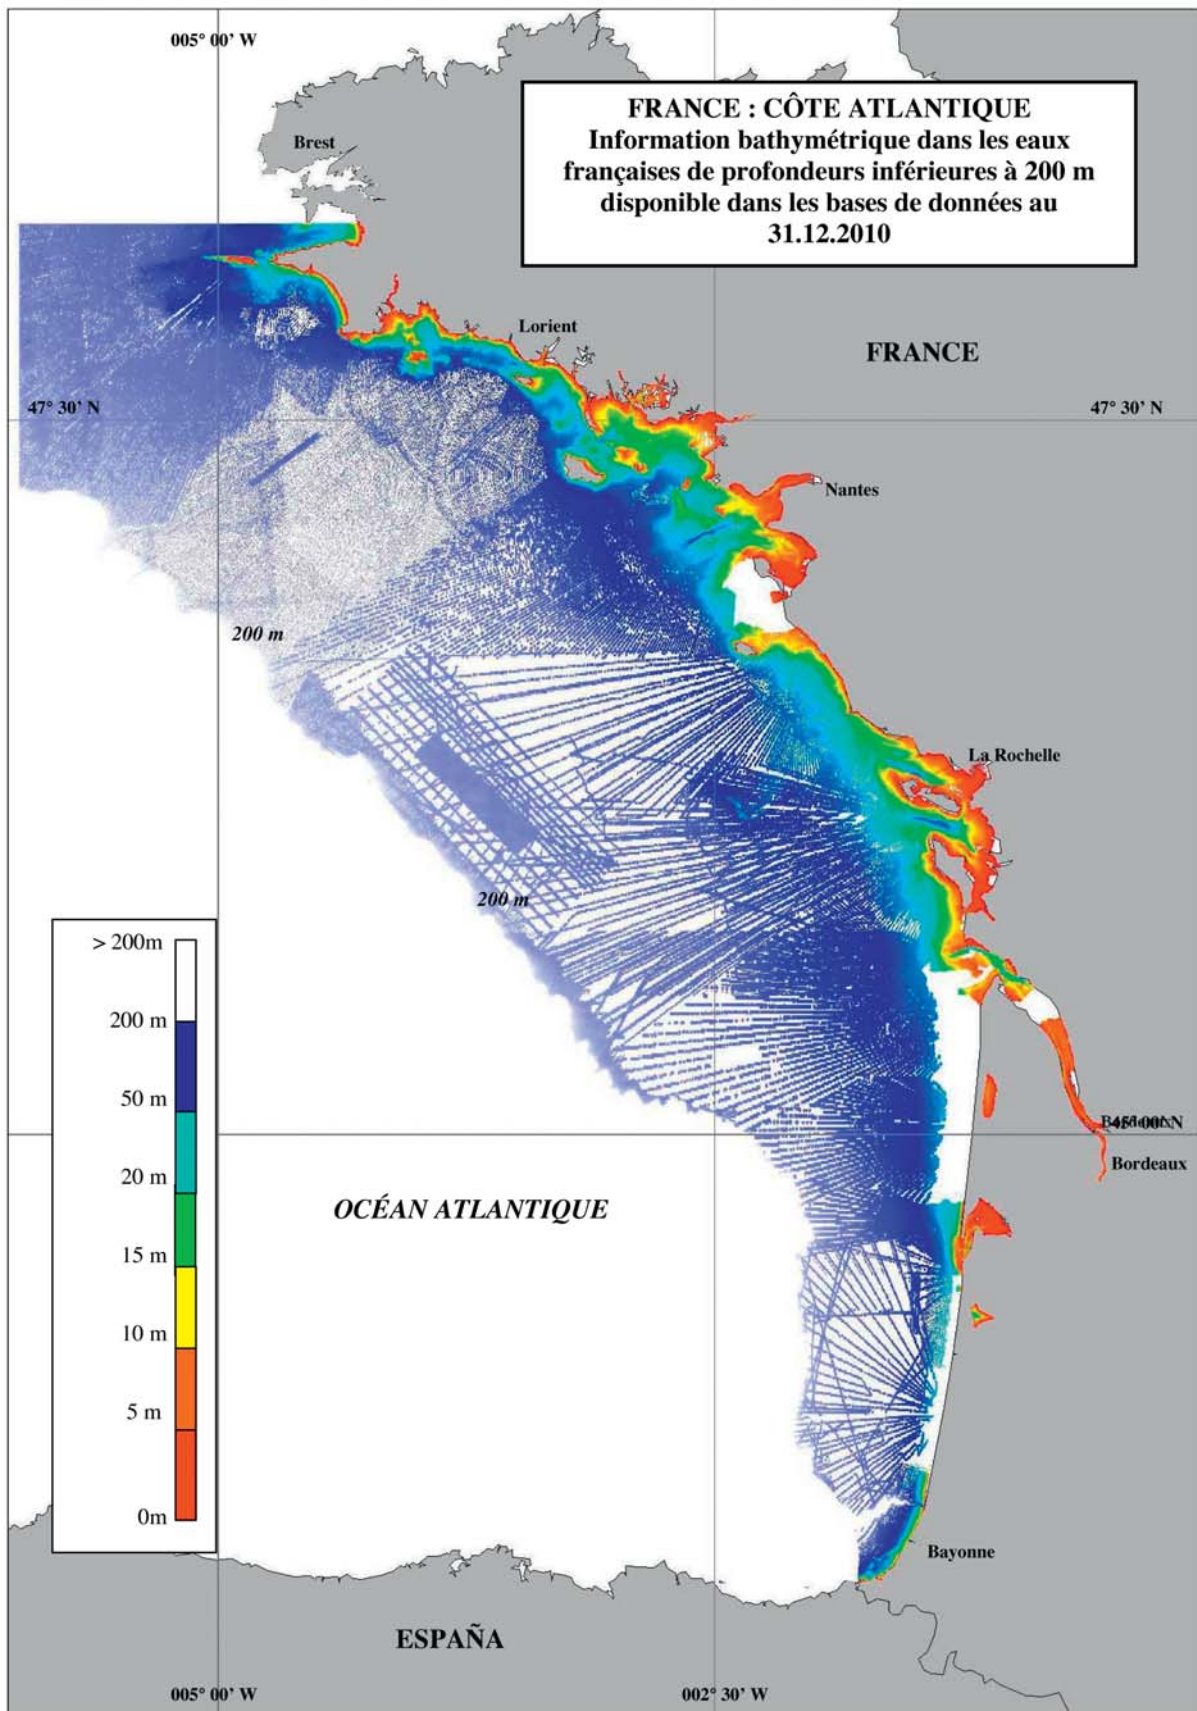 005° 00' W
FRANCE : CÔTE ATLANTIQUE
Information bathymétrique dans les eaux
françaises de profondeurs inférieures à 200 m
disponible dans les bases de données au
31.12.2010
Brest
Lorient
FRANCE
47° 30' N
47° 30' N
Nantes
200 m
La Rochelle
200 m
> 200m
200 m
50 m
20 m
15 m
10 m
5 m
0m
45° 00' N
Bordeaux
OCÉAN ATLANTIQUE
Bayonne
ESPAÑA
005° 00' W
002° 30' W